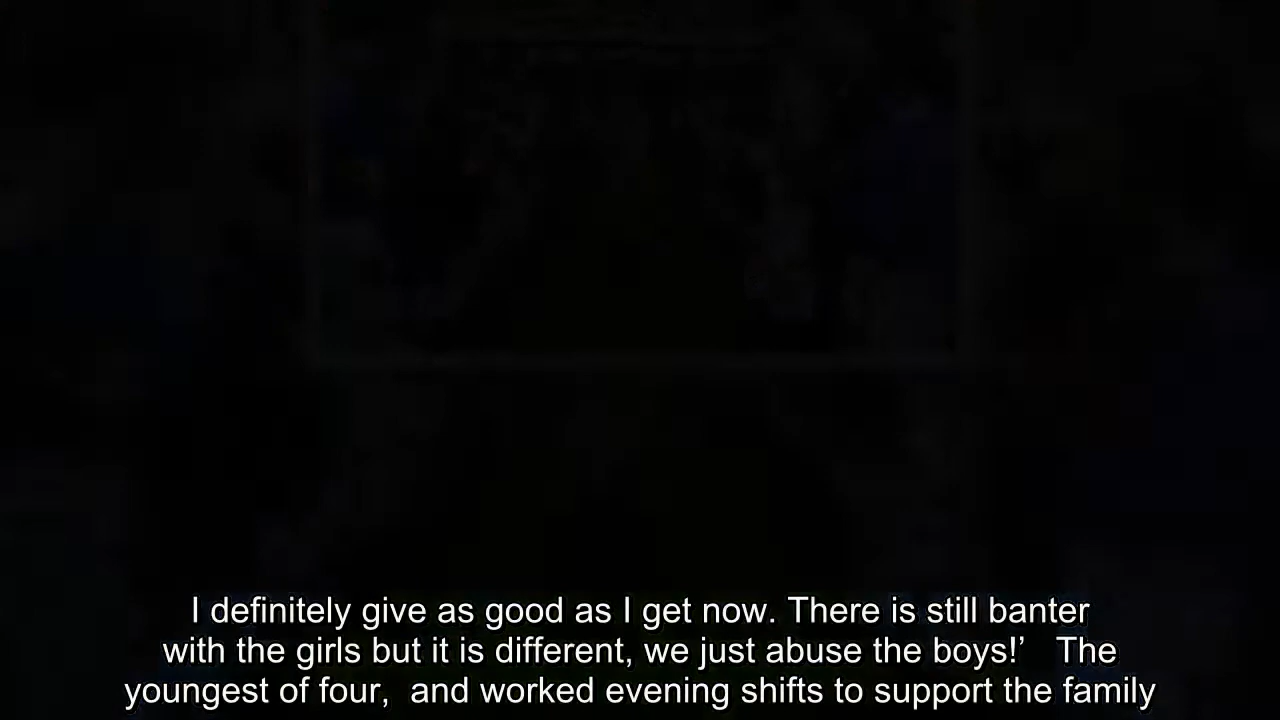 I definitely give as good as I get now. There is still banter
with the girls but it is different, we just abuse the boys!’   The
youngest of four,  and worked evening shifts to support the family